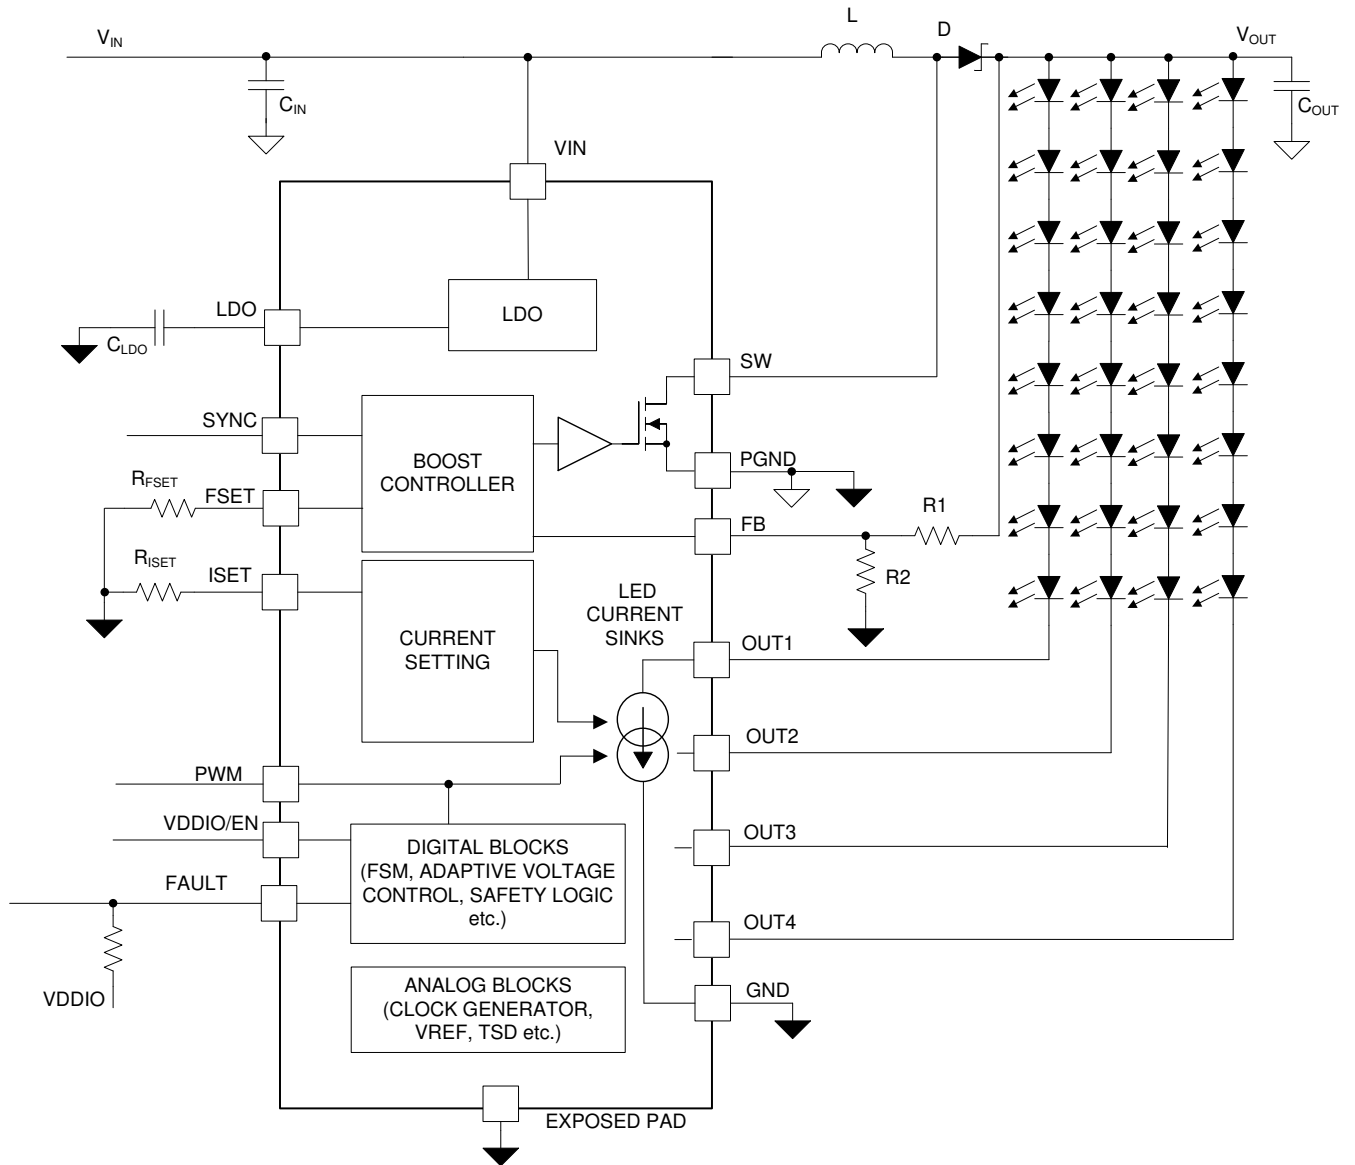 L
D
VIN
VOUT
CIN
COUT
VIN
LDO
LDO
CLDO
SW
SYNC
BOOST
CONTROLLER
PGND
RFSET
FSET
R1
FB
RISET
ISET
R2
LED
CURRENT
SINKS
CURRENT
SETTING
OUT1
OUT2
PWM
VDDIO/EN
DIGITAL BLOCKS
(FSM, ADAPTIVE VOLTAGE
CONTROL, SAFETY LOGIC
etc.)
OUT3
FAULT
OUT4
VDDIO
ANALOG BLOCKS
(CLOCK GENERATOR,
VREF, TSD etc.)
GND
EXPOSED PAD